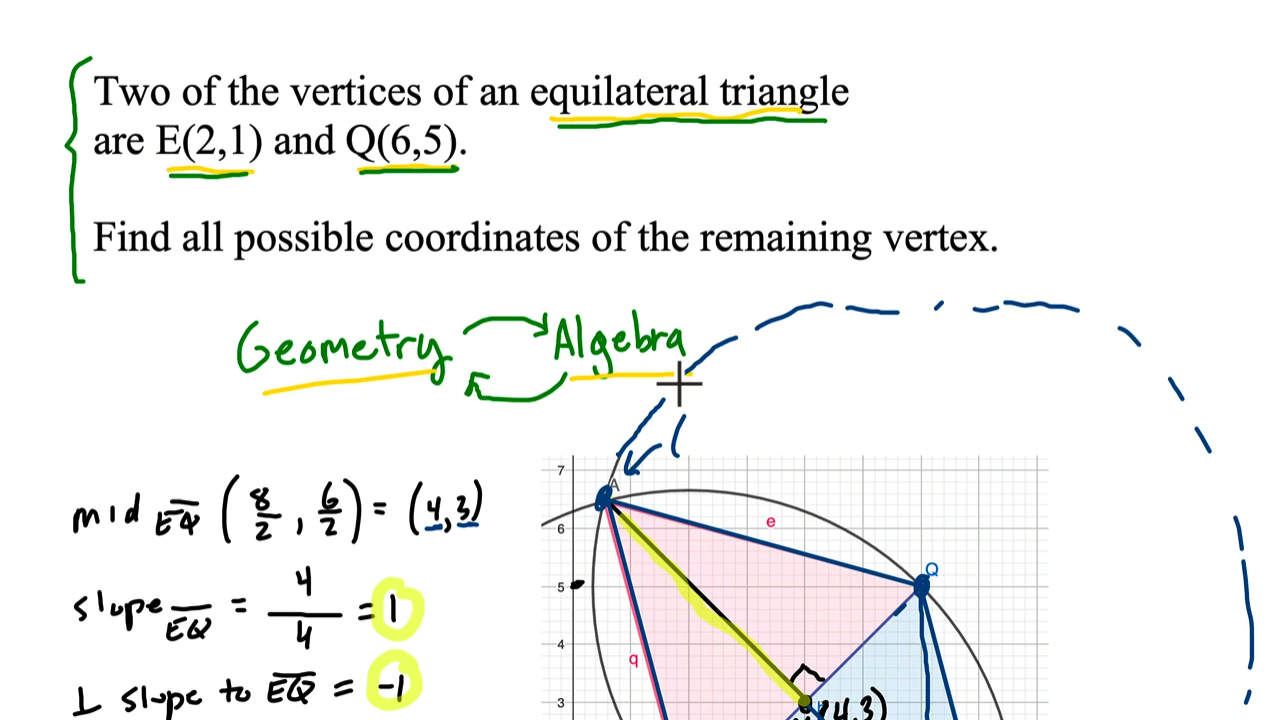 Two of the vertices of an equilateral triangle
are E(2,1) and Q(6,5).
Find all possible coordinates of the remaining vertex.
Geometry Algebra
mid EQ (8/2, 6/2) = (4,3)
slope EQ = 4/4 = 1
⊥ slope to EQ = -1
7
A
6
e
Q
5
4
q
3
(4,3)